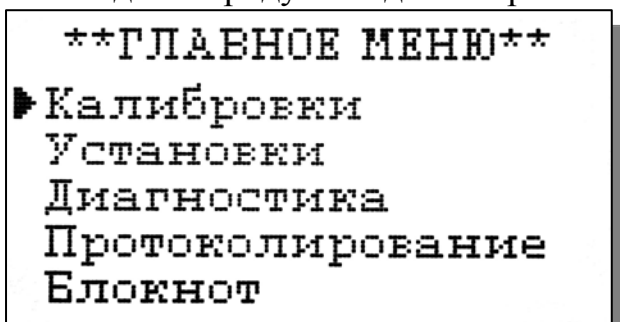 **ГЛАВНОЕ МЕНЮ**
Калибровки
Установки
Диагностика
Протоколирование
Блокнот